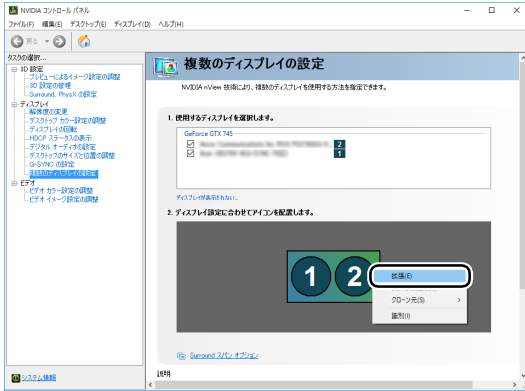 NVIDIA コントロール パネル
ファイル(F) 編集(E) デスクトップ(E) ディスプレイ(D) ヘルプ(H)
戻る
タスクの選択...
3D 設定
プレビューによるイメージ設定の調整
3D 設定の管理
Surround、PhysX の設定
ディスプレイ
解像度の変更
デスクトップ カラー設定の調整
ディスプレイの回転
HDCP ステータスの表示
デジタル オーディオの設定
デスクトップのサイズと位置の調整
G-SYNC の設定
複数のディスプレイの設定
ビデオ
ビデオ カラー設定の調整
ビデオ イメージ設定の調整
システム情報
複数のディスプレイの設定
NVIDIA nView 技術により、複数のディスプレイを使用する方法を指定できます。
1. 使用するディスプレイを選択します。
GeForce GTX 745
2
1
ディスプレイが表示されない...
2. ディスプレイ設定に合わせてアイコンを配置します。
1 2
拡張(E)
クローン元(S)
識別(I)
Surround スパン オプション
説明